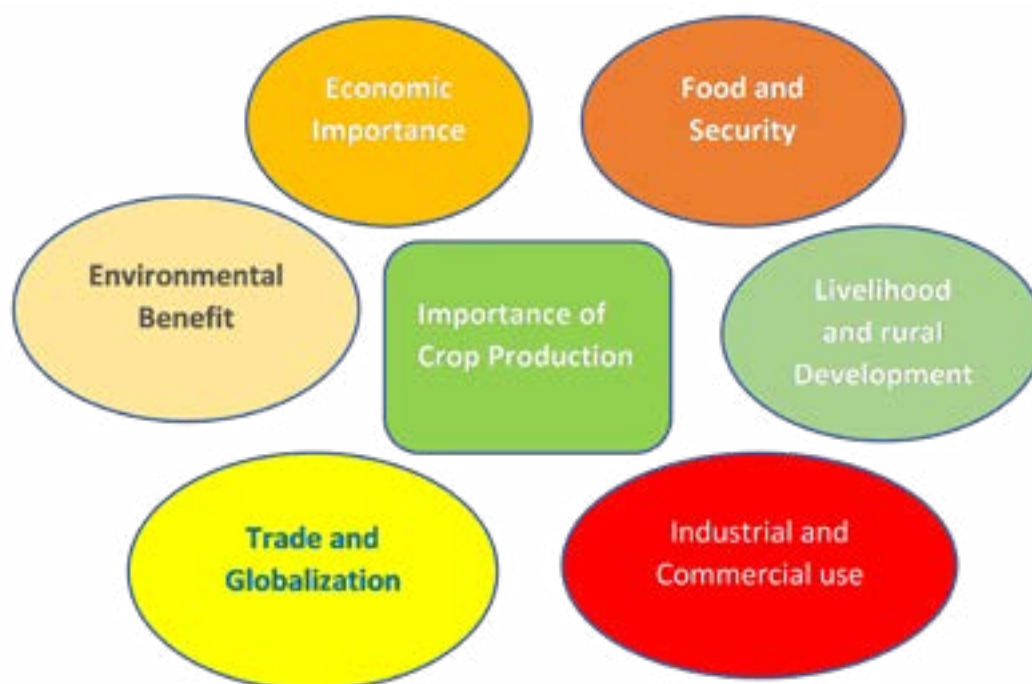 Economic
Importance
Food and
Security
Environmental
Benefit
Importance of
Crop Production
Livelihood
and rural
Development
Trade and
Globalization
Industrial and
Commercial use